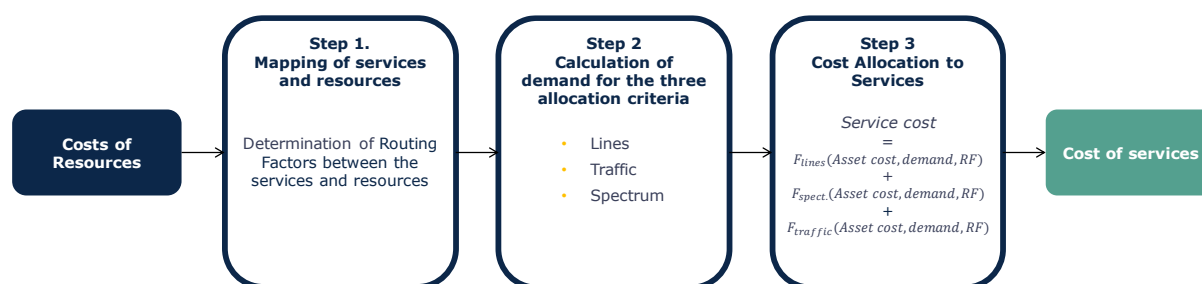 Costs of
Resources
Step 1.
Mapping of services
and resources
Determination of Routing
Factors between the
services and resources
Step 2
Calculation of
demand for the three
allocation criteria
• Lines
• Traffic
• Spectrum
Step 3
Cost Allocation to
Services
Service cost
=
F_lines(Asset cost, demand, RF)
+
F_spect.(Asset cost, demand, RF)
+
F_traffic(Asset cost, demand, RF)
Cost of services